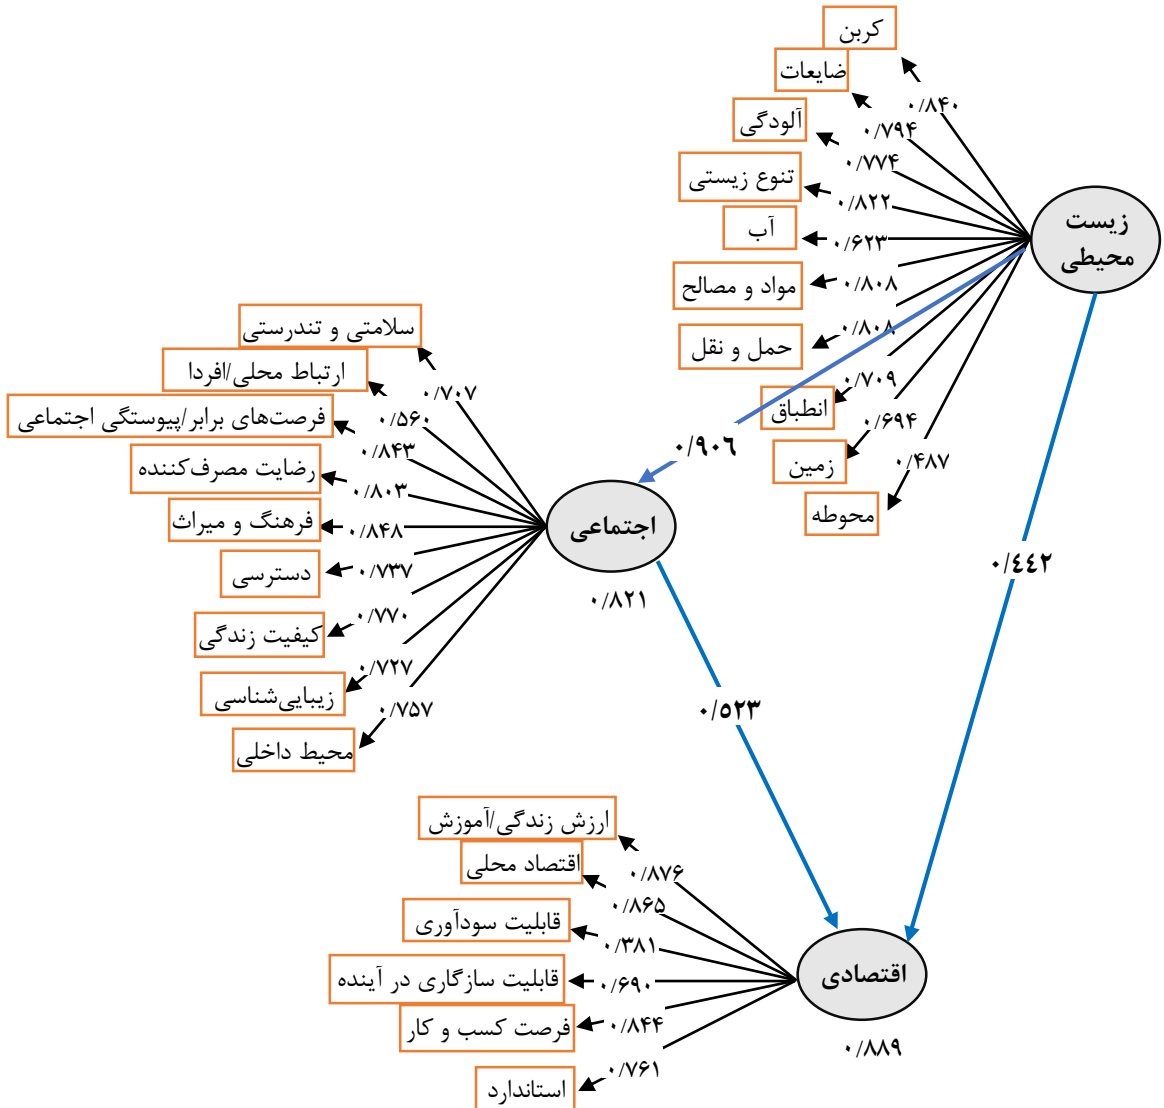 کربن
ضایعات
آلودگی
تنوع زیستی
آب
مواد و مصالح
حمل و نقل
انطباق
زمین
محوطه
۰/۸۴۰
۰/۷۹۴
۰/۷۷۴
۰/۸۲۲
۰/۶۲۳
۰/۸۰۸
۰/۸۰۸
۰/۷۰۹
۰/۶۹۴
۰/۴۸۷
زیست
محیطی
۰/۹۰٦
۰/٤٤۲
سلامتی و تندرستی
ارتباط محلی/افردا
فرصت‌های برابر/پیوستگی اجتماعی
رضایت مصرف‌کننده
فرهنگ و میراث
دسترسی
کیفیت زندگی
زیبایی‌شناسی
محیط داخلی
۰/۷۰۷
۰/۵۶۰
۰/۸۴۳
۰/۸۰۳
۰/۸۴۸
۰/۷۳۷
۰/۷۷۰
۰/۷۲۷
۰/۷۵۷
اجتماعی
۰/۸۲۱
۰/٥۲۳
ارزش زندگی/آموزش
اقتصاد محلی
قابلیت سودآوری
قابلیت سازگاری در آینده
فرصت کسب و کار
استاندارد
۰/۸۷۶
۰/۸۶۵
۰/۳۸۱
۰/۶۹۰
۰/۸۴۴
۰/۷۶۱
اقتصادی
۰/۸۸۹